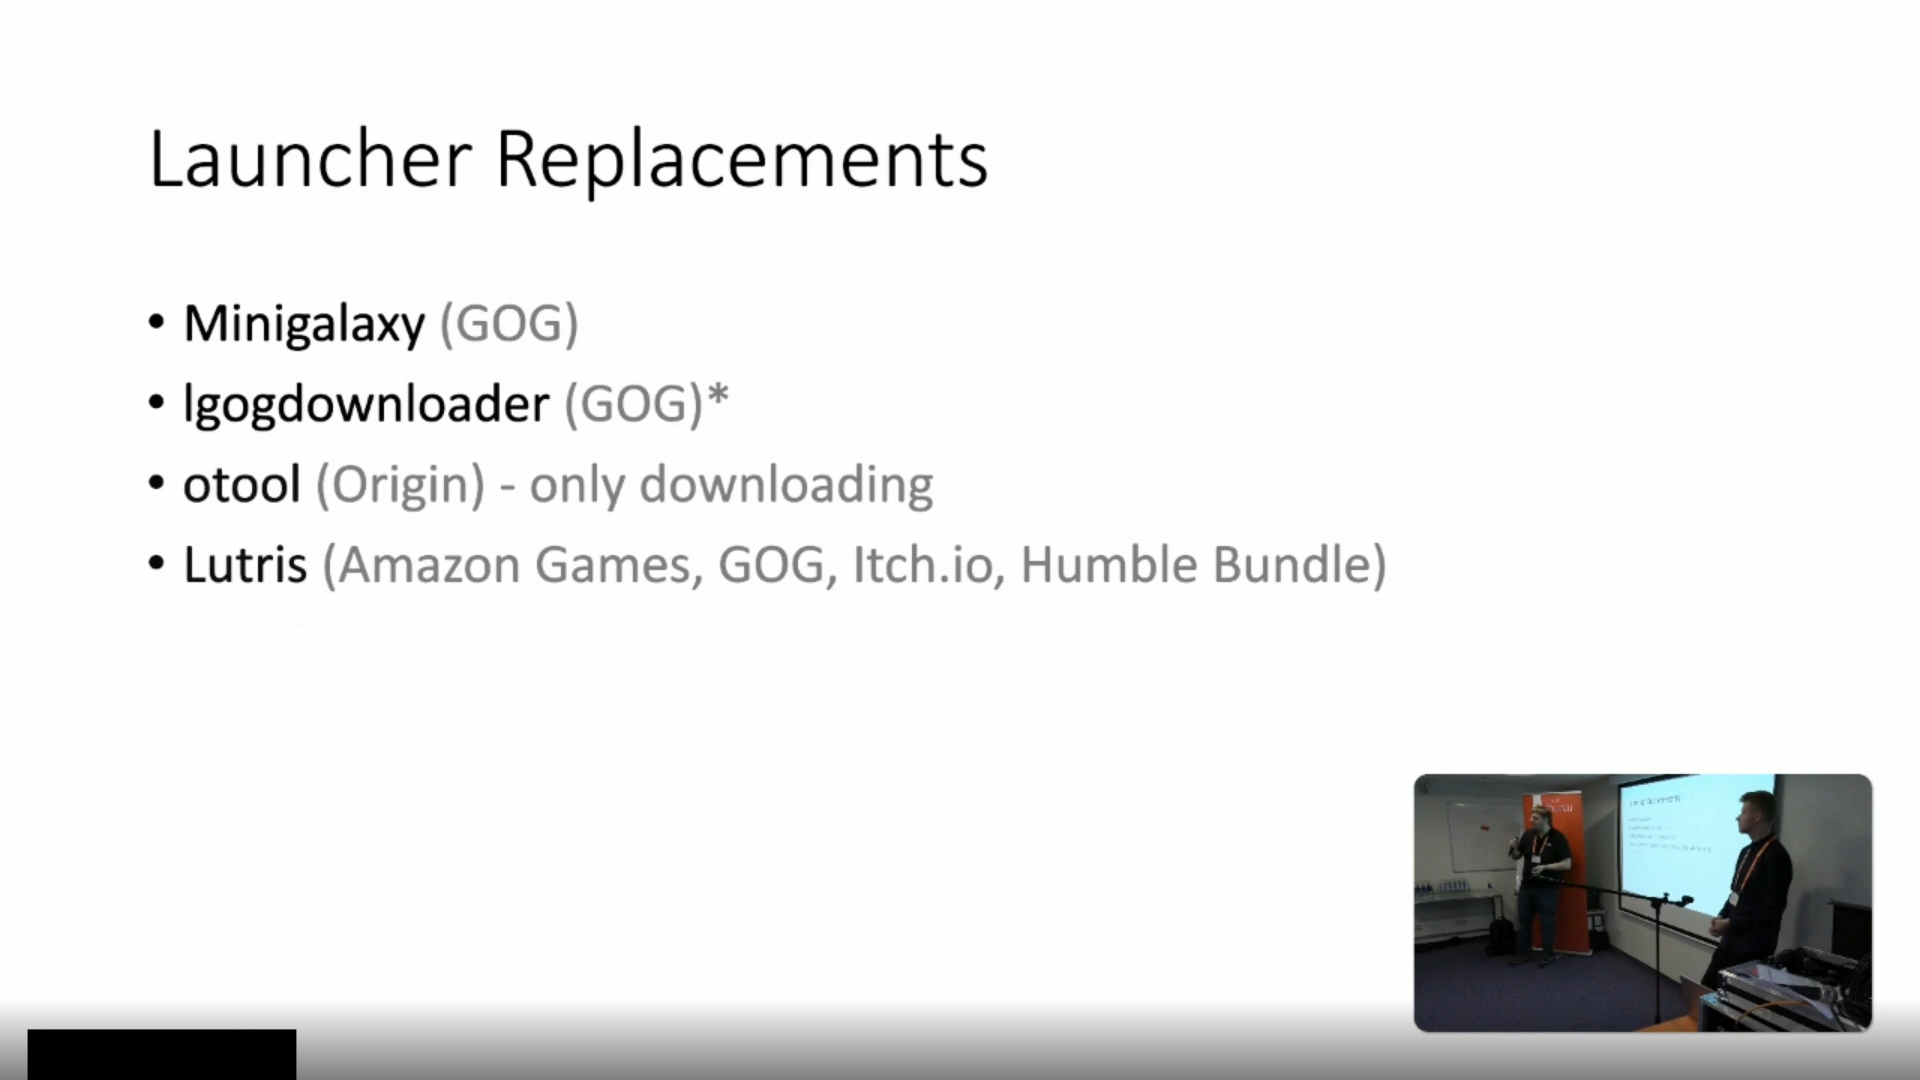 Launcher Replacements
• Minigalaxy (GOG)
• lgogdownloader (GOG)*
• otool (Origin) - only downloading
• Lutris (Amazon Games, GOG, Itch.io, Humble Bundle)